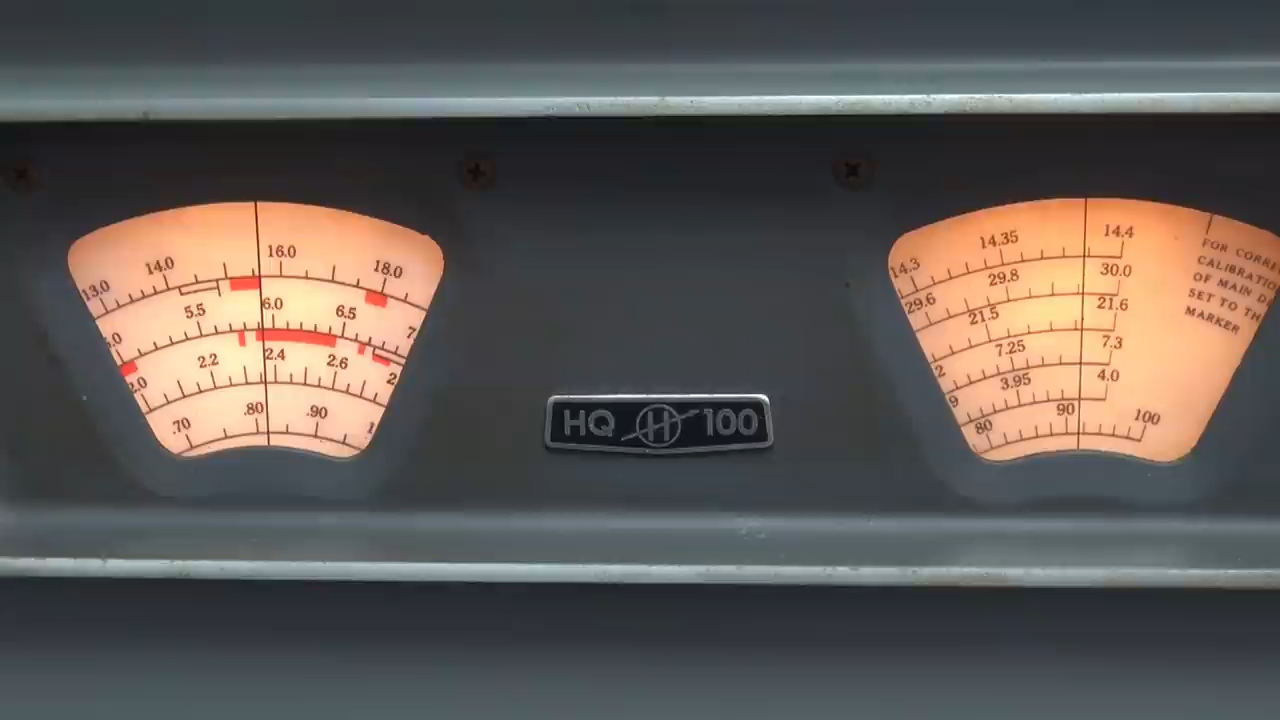 13.0 14.0 16.0 18.0
5.5 6.0 6.5
2.0 2.2 2.4 2.6
.70 .80 .90
HQ 100
14.3 14.35 14.4
29.6 29.8 30.0
21.5 21.6
7.25 7.3
3.95 4.0
80 90 100
FOR
CALIBRATIO
OF MAIN
SET TO TH
MARKER